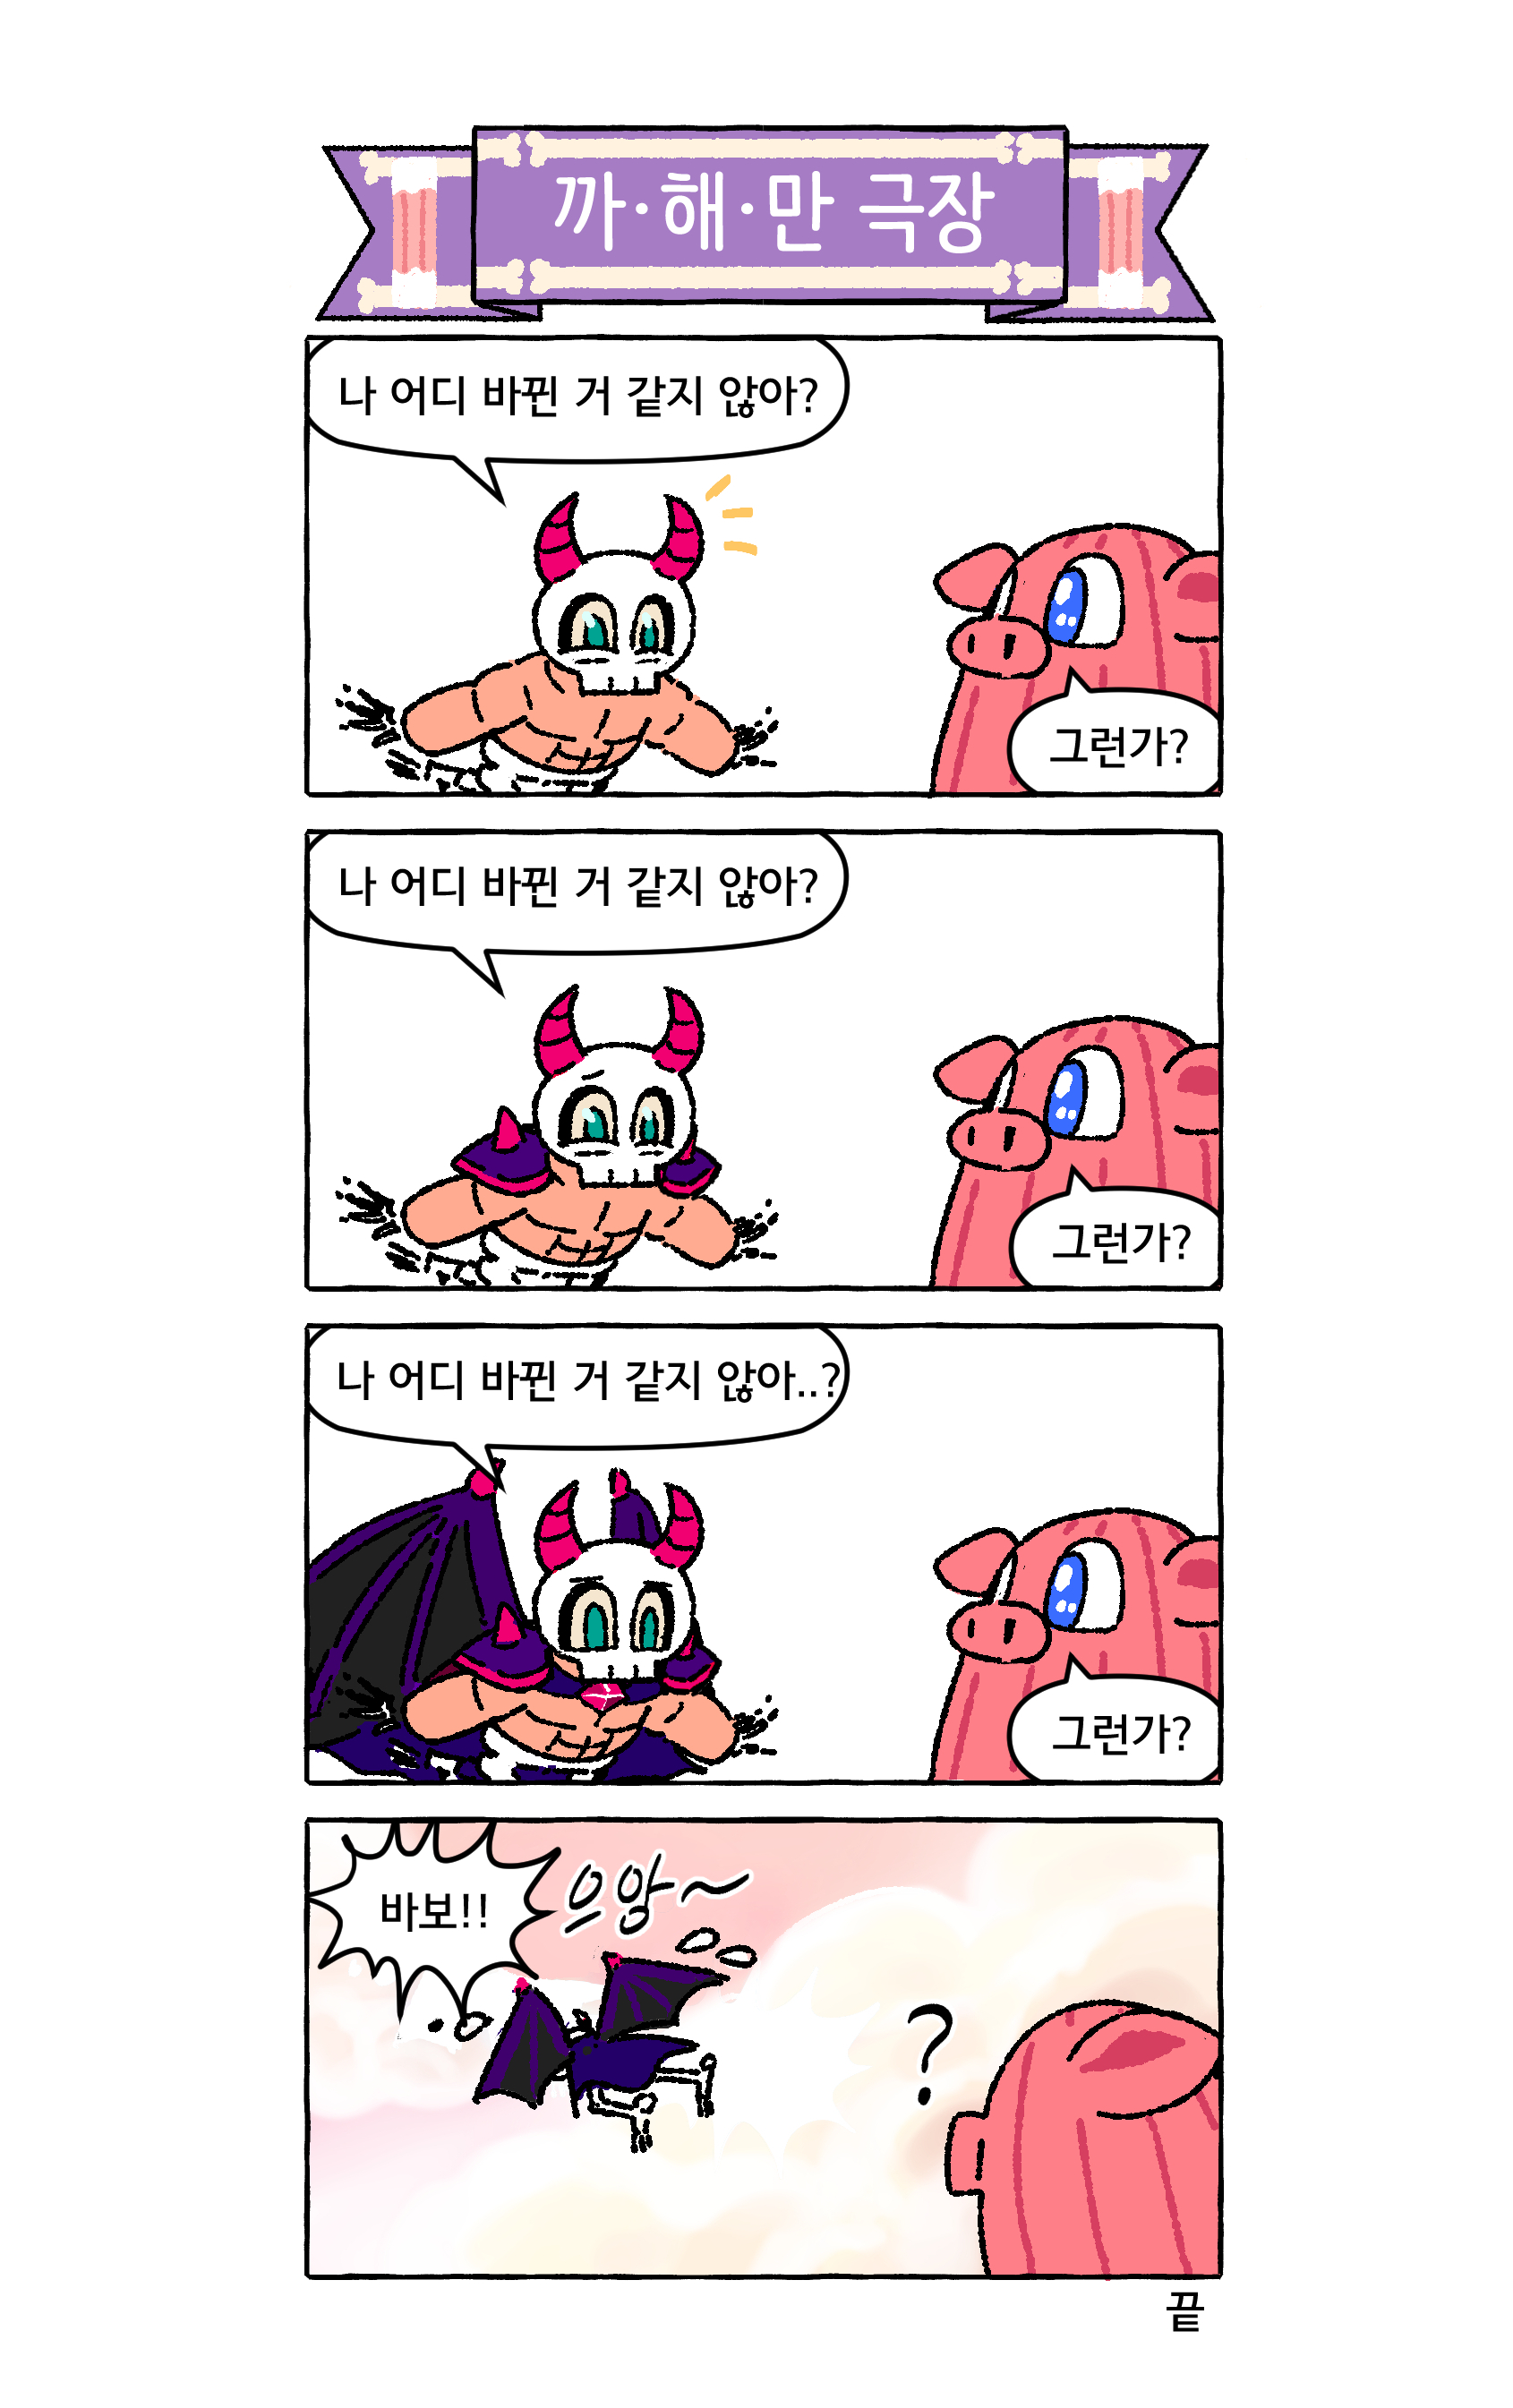 까·해·만 극장
나 어디 바뀐 거 같지 않아?
그런가?
나 어디 바뀐 거 같지 않아?
그런가?
나 어디 바뀐 거 같지 않아..?
그런가?
바보!!
으앙~
?
끝